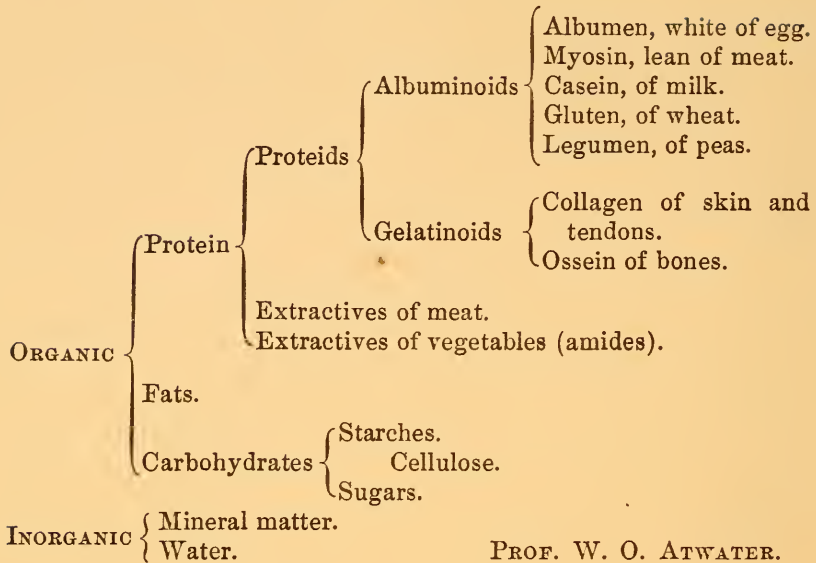 Albumen, white of egg.
Myosin, lean of meat.
Albuminoids
Casein, of milk.
Gluten, of wheat.
Legumen, of peas.
Proteids
Collagen of skin and
tendons.
Gelatinoids
Ossein of bones.
Protein
Extractives of meat.
Extractives of vegetables (amides).
ORGANIC
Fats.
Starches.
Carbohydrates
Cellulose.
Sugars.
INORGANIC
Mineral matter.
Water.
PROF. W. O. ATWATER.